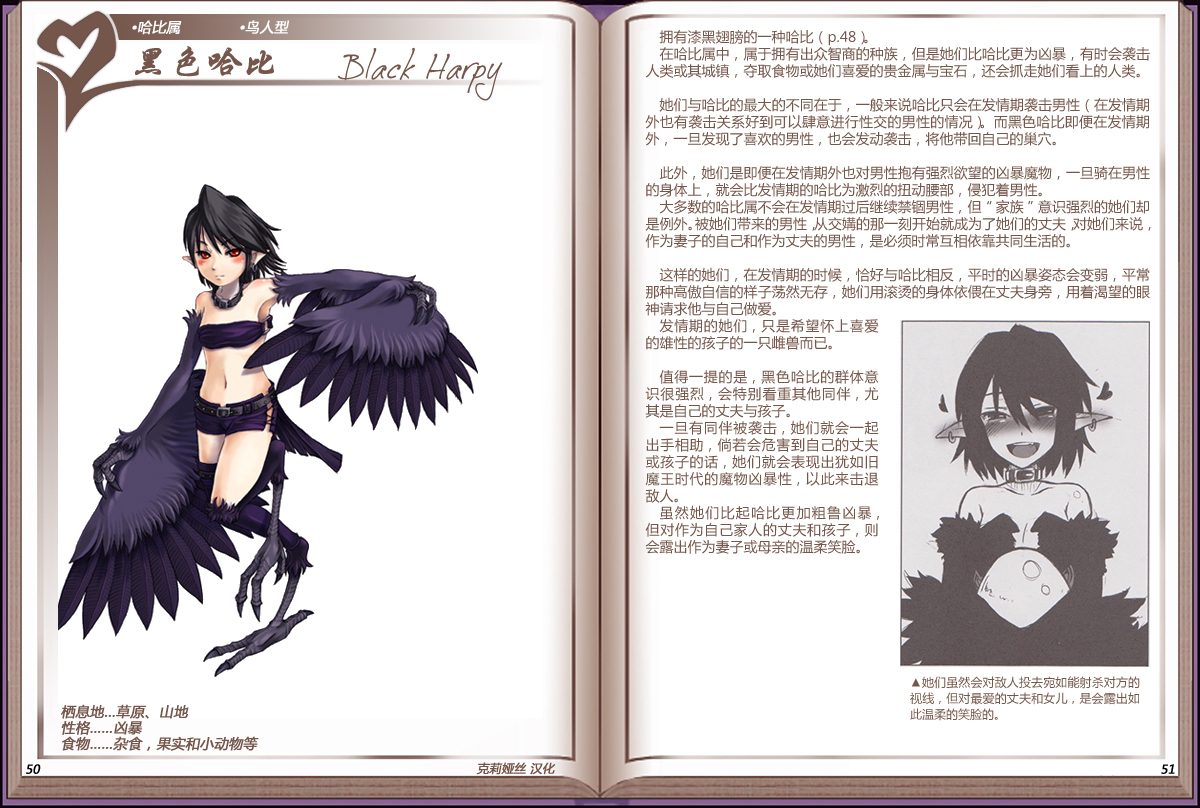 •哈比属 •鸟人型
黑色哈比 Black Harpy
栖息地...草原、山地
性格......凶暴
食物......杂食，果实和小动物等
50
克莉娅丝 汉化
拥有漆黑翅膀的一种哈比（p.48）。
在哈比属中，属于拥有出众智商的种族，但是她们比哈比更为凶暴，有时会袭击
人类或其城镇，夺取食物或她们喜爱的贵金属与宝石，还会抓走她们看上的人类。
她们与哈比的最大的不同在于，一般来说哈比只会在发情期袭击男性（在发情期
外也有袭击关系好到可以肆意进行性交的男性的情况）。而黑色哈比即便在发情期
外，一旦发现了喜欢的男性，也会发动袭击，将他带回自己的巢穴。
此外，她们是即便在发情期外也对男性抱有强烈欲望的凶暴魔物，一旦骑在男性
的身体上，就会比发情期的哈比为激烈的扭动腰部，侵犯着男性。
大多数的哈比属不会在发情期过后继续禁锢男性，但“家族”意识强烈的她们却
是例外。被她们带来的男性，从交媾的那一刻开始就成为了她们的丈夫，对她们来说，
作为妻子的自己和作为丈夫的男性，是必须时常互相依靠共同生活的。
这样的她们，在发情期的时候，恰好与哈比相反，平时的凶暴姿态会变弱，平常
那种高傲自信的样子荡然无存，她们用滚烫的身体依偎在丈夫身旁，用着渴望的眼
神请求他与自己做爱。
发情期的她们，只是希望怀上喜爱
的雄性的孩子的一只雌兽而已。
值得一提的是，黑色哈比的群体意
识很强烈，会特别看重其他同伴，尤
其是自己的丈夫与孩子。
一旦有同伴被袭击，她们就会一起
出手相助，倘若会危害到自己的丈夫
或孩子的话，她们就会表现出犹如旧
魔王时代的魔物凶暴性，以此来击退
敌人。
虽然她们比起哈比更加粗鲁凶暴，
但对作为自己家人的丈夫和孩子，则
会露出作为妻子或母亲的温柔笑脸。
▲她们虽然会对敌人投去宛如能射杀对方的
视线，但对最爱的丈夫和女儿，是会露出如
此温柔的笑脸的。
51